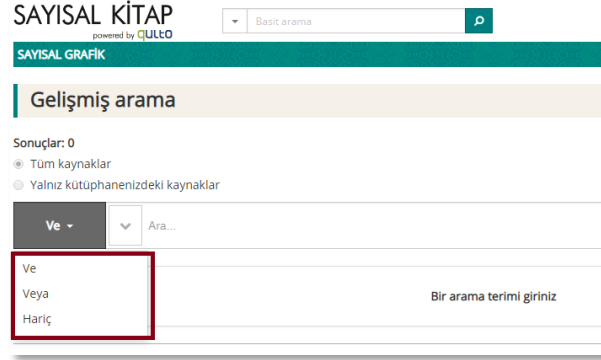 SAYISAL KİTAP
powered by qulto
Basit arama
SAYISAL GRAFİK
Gelişmiş arama
Sonuçlar: 0
Tüm kaynaklar
Yalnız kütüphanenizdeki kaynaklar
Ve
Ara...
Ve
Veya
Hariç
Bir arama terimi giriniz